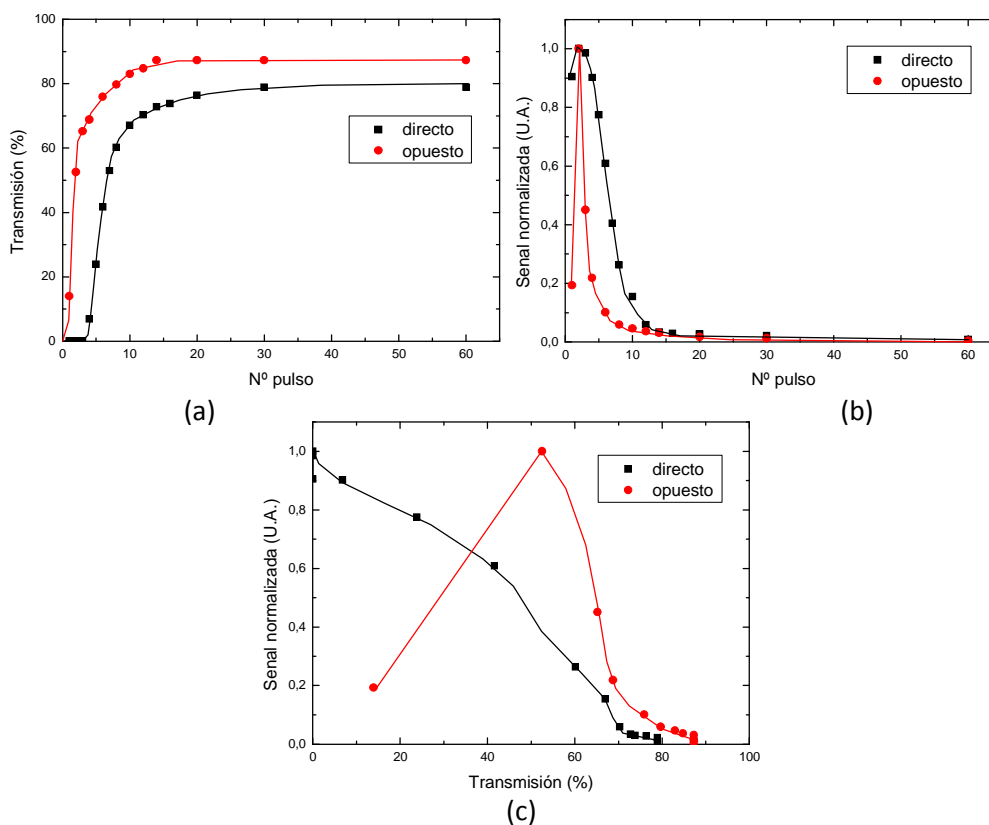 100
80
60
40
20
0
0
10
20
30
40
50
60
Transmisión (%)
Nº pulso
directo
opuesto
(a)
1,0
0,8
0,6
0,4
0,2
0,0
0
10
20
30
40
50
60
Senal normalizada (U.A.)
Nº pulso
directo
opuesto
(b)
1,0
0,8
0,6
0,4
0,2
0,0
0
20
40
60
80
100
Senal normalizada (U.A.)
Transmisión (%)
directo
opuesto
(c)